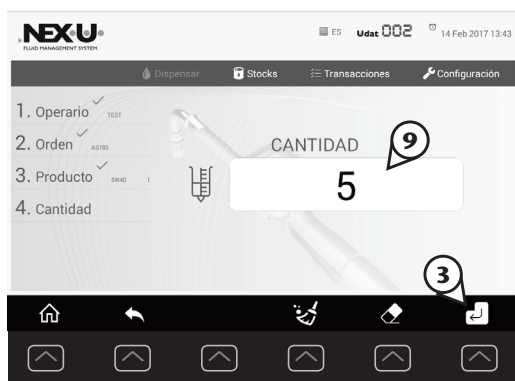 NEX·U·
FLUID MANAGEMENT SYSTEM
ES Udat 002 14 Feb 2017 13:43
Dispensar Stocks Transacciones Configuración
1. Operario TEST
2. Orden AST85
3. Producto 5W40 1
4. Cantidad
CANTIDAD
9
5
3